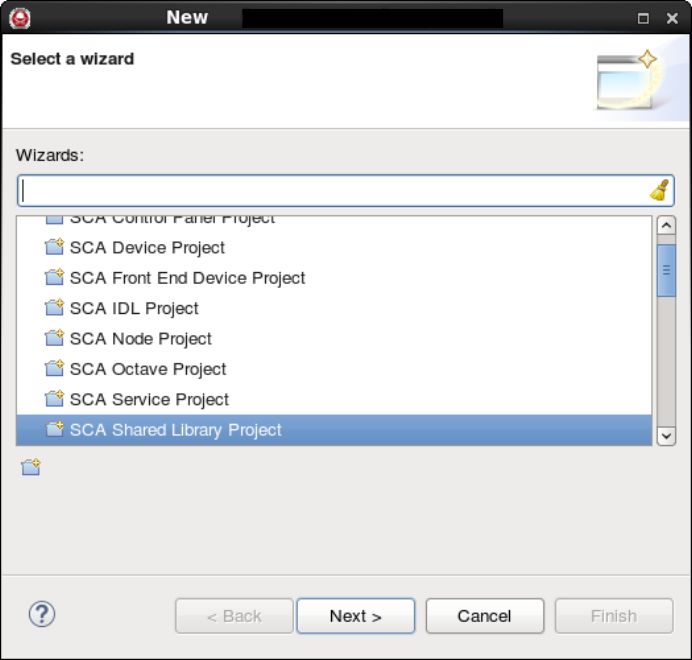 New
Select a wizard
Wizards:
SCA Control Panel Project
SCA Device Project
SCA Front End Device Project
SCA IDL Project
SCA Node Project
SCA Octave Project
SCA Service Project
SCA Shared Library Project
?
< Back
Next >
Cancel
Finish